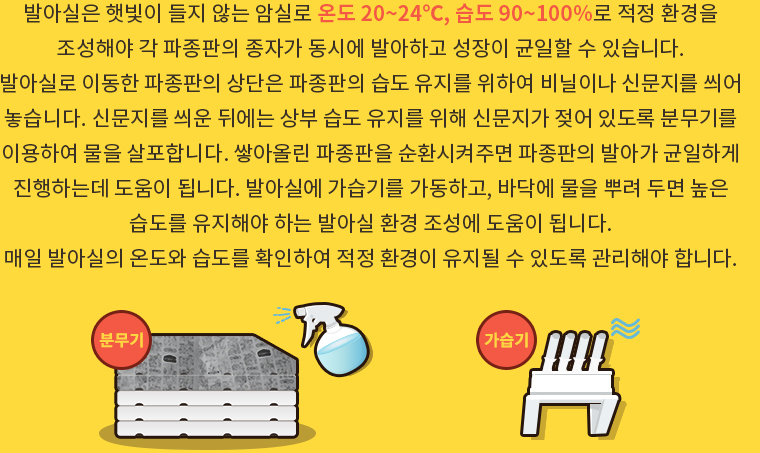 발아실은 햇빛이 들지 않는 암실로 온도 20~24℃, 습도 90~100%로 적정 환경을
조성해야 각 파종판의 종자가 동시에 발아하고 성장이 균일할 수 있습니다.
발아실로 이동한 파종판의 상단은 파종판의 습도 유지를 위하여 비닐이나 신문지를 씌어
놓습니다. 신문지를 씌운 뒤에는 상부 습도 유지를 위해 신문지가 젖어 있도록 분무기를
이용하여 물을 살포합니다. 쌓아올린 파종판을 순환시켜주면 파종판의 발아가 균일하게
진행하는데 도움이 됩니다. 발아실에 가습기를 가동하고, 바닥에 물을 뿌려 두면 높은
습도를 유지해야 하는 발아실 환경 조성에 도움이 됩니다.
매일 발아실의 온도와 습도를 확인하여 적정 환경이 유지될 수 있도록 관리해야 합니다.
분무기
가습기